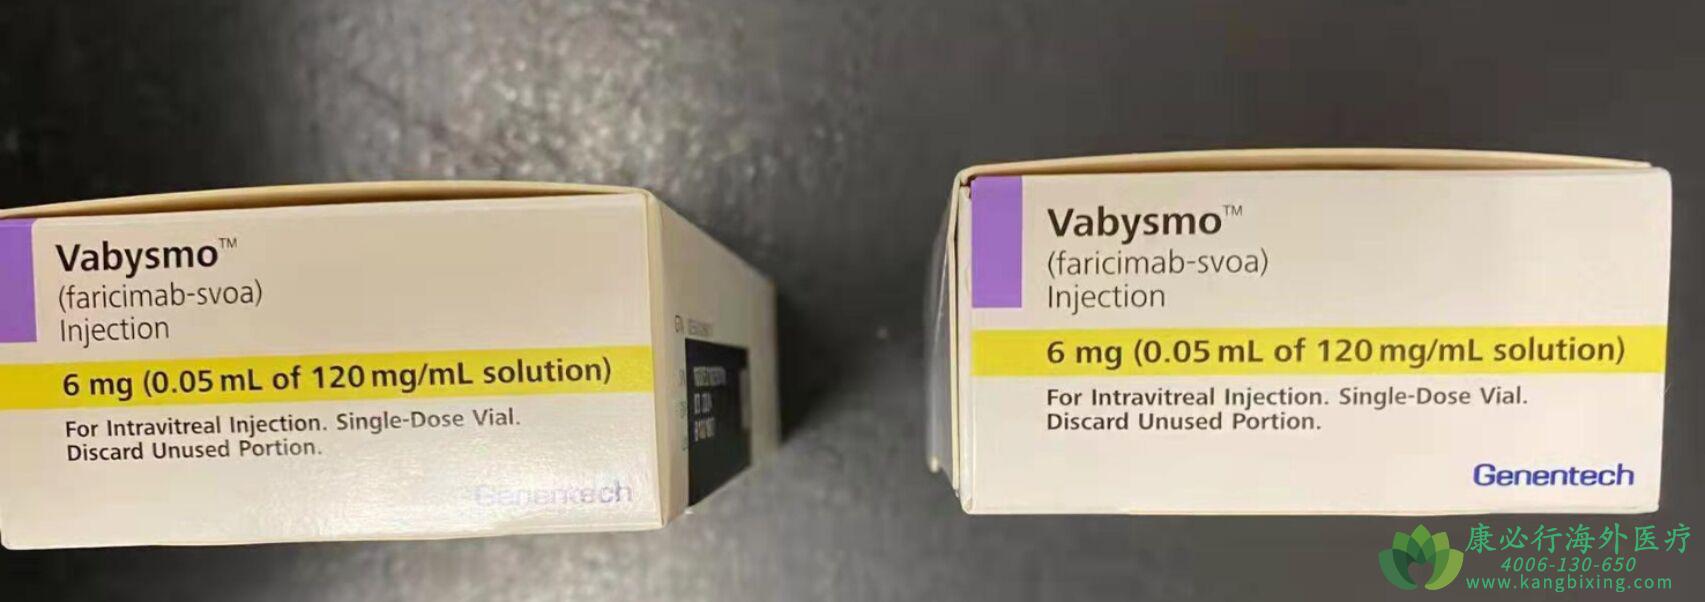 Vabysmo™
(faricimab-svoa)
Injection
6 mg (0.05 mL of 120 mg/mL solution)
For Intravitreal Injection. Single-Dose Vial.
Discard Unused Portion.
Genentech
Vabysmo™
(faricimab-svoa)
Injection
6 mg (0.05 mL of 120 mg/mL solution)
For Intravitreal Injection. Single-Dose Vial.
Discard Unused Portion.
Genentech
康必行海外医疗
4006-130-650
www.kangbixing.com